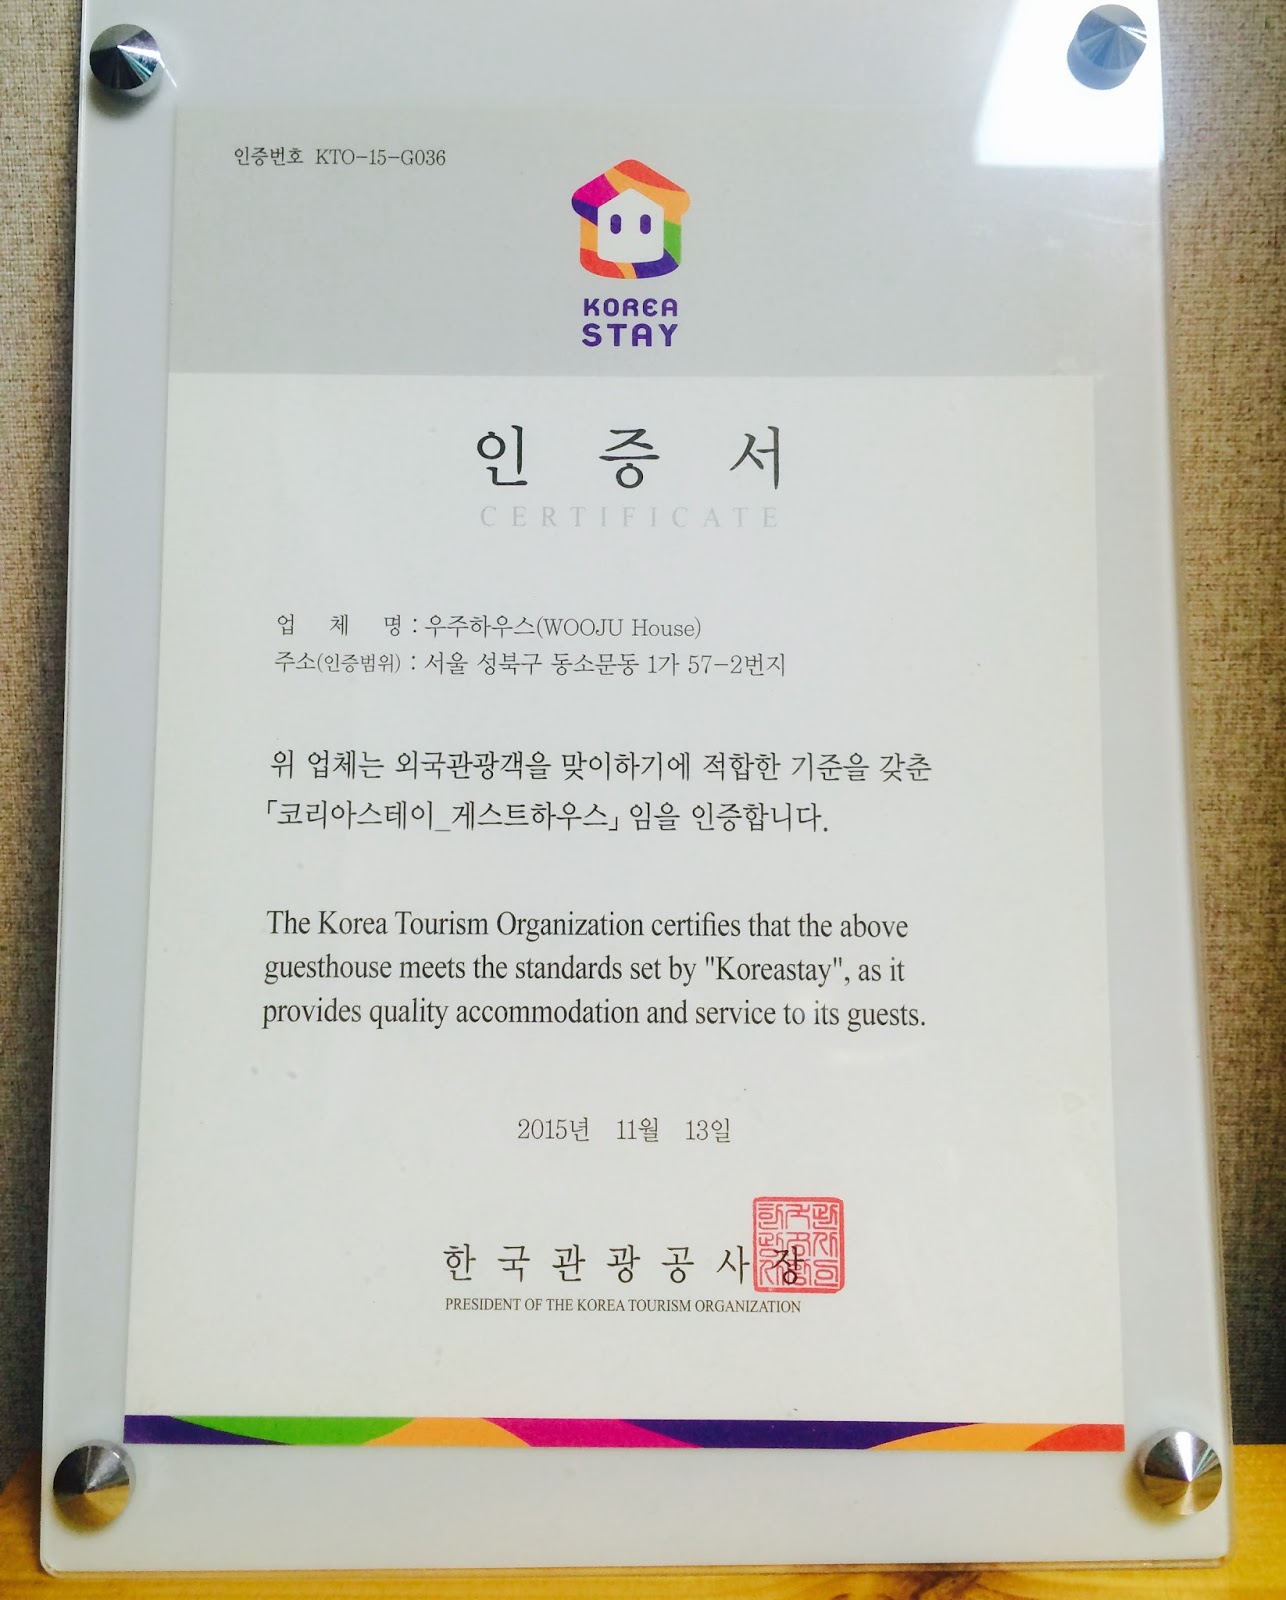 인증번호 KTO-15-G036
KOREA
STAY
인 증 서
CERTIFICATE
업 체 명 : 우주하우스(WOOJU House)
주소(인증범위) : 서울 성북구 동소문동 1가 57-2번지
위 업체는 외국관광객을 맞이하기에 적합한 기준을 갖춘
「코리아스테이_게스트하우스」 임을 인증합니다.
The Korea Tourism Organization certifies that the above
guesthouse meets the standards set by "Koreastay", as it
provides quality accommodation and service to its guests.
2015년 11월 13일
한 국 관 광 공 사 장
PRESIDENT OF THE KOREA TOURISM ORGANIZATION